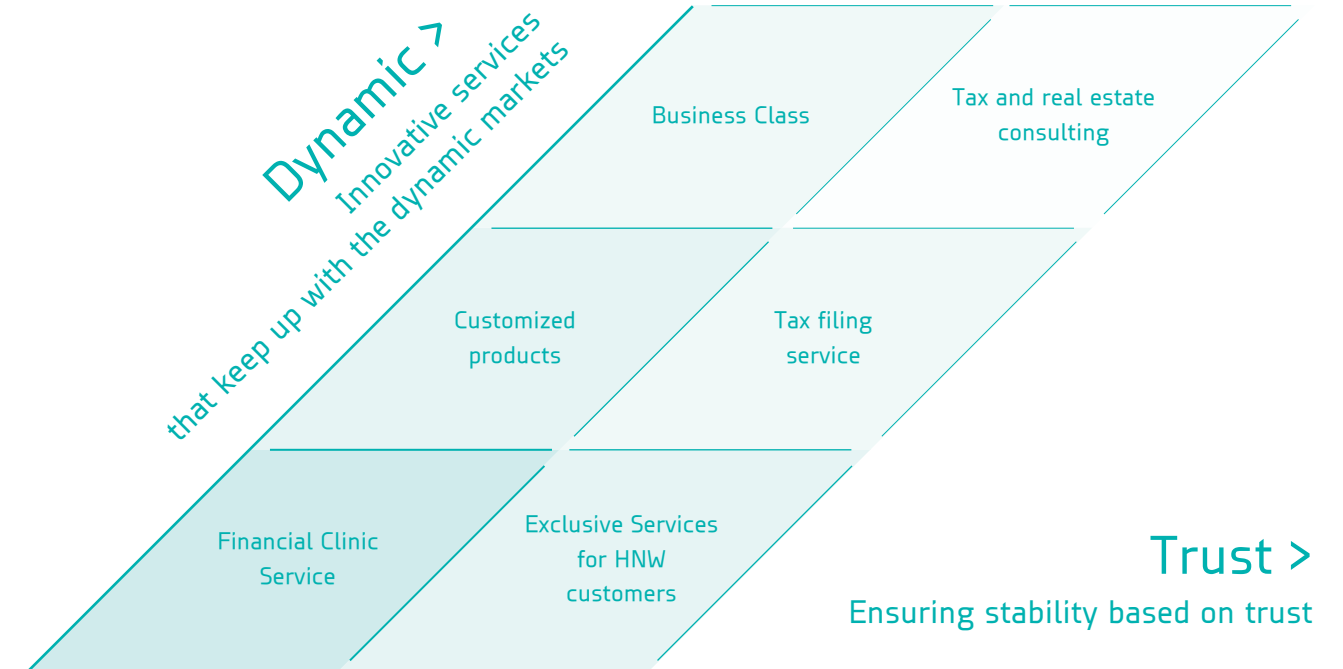 Dynamic >
Innovative services
that keep up with the dynamic markets
Business Class
Tax and real estate
consulting
Customized
products
Tax filing
service
Financial Clinic
Service
Exclusive Services
for HNW
customers
Trust >
Ensuring stability based on trust